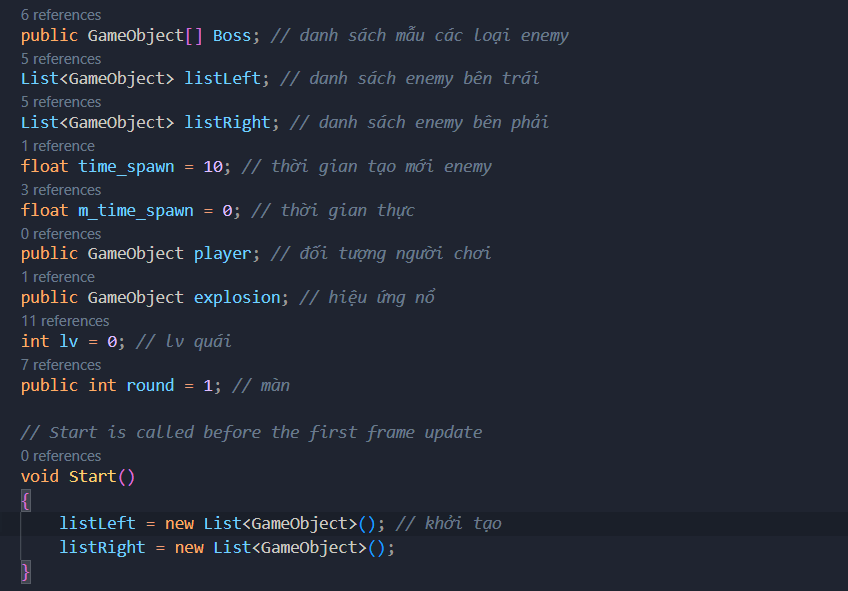 6 references
public GameObject[] Boss; // danh sách mẫu các loại enemy
5 references
List<GameObject> listLeft; // danh sách enemy bên trái
5 references
List<GameObject> listRight; // danh sách enemy bên phải
1 reference
float time_spawn = 10; // thời gian tạo mới enemy
3 references
float m_time_spawn = 0; // thời gian thực
0 references
public GameObject player; // đối tượng người chơi
1 reference
public GameObject explosion; // hiệu ứng nổ
11 references
int lv = 0; // lv quái
7 references
public int round = 1; // màn
// Start is called before the first frame update
0 references
void Start()
{
    listLeft = new List<GameObject>(); // khởi tạo
    listRight = new List<GameObject>();
}